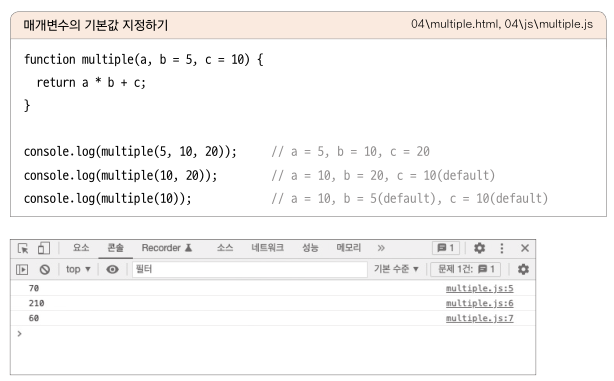 매개변수의 기본값 지정하기 04\multiple.html, 04\js\multiple.js
function multiple(a, b = 5, c = 10) {
  return a * b + c;
}
console.log(multiple(5, 10, 20)); // a = 5, b = 10, c = 20
console.log(multiple(10, 20)); // a = 10, b = 20, c = 10(default)
console.log(multiple(10)); // a = 10, b = 5(default), c = 10(default)
요소 콘솔 Recorder 소스 네트워크 성능 메모리 » 1
top ▼ 필터 기본 수준 ▼ 문제 1건: 1
70 multiple.js:5
210 multiple.js:6
60 multiple.js:7
>